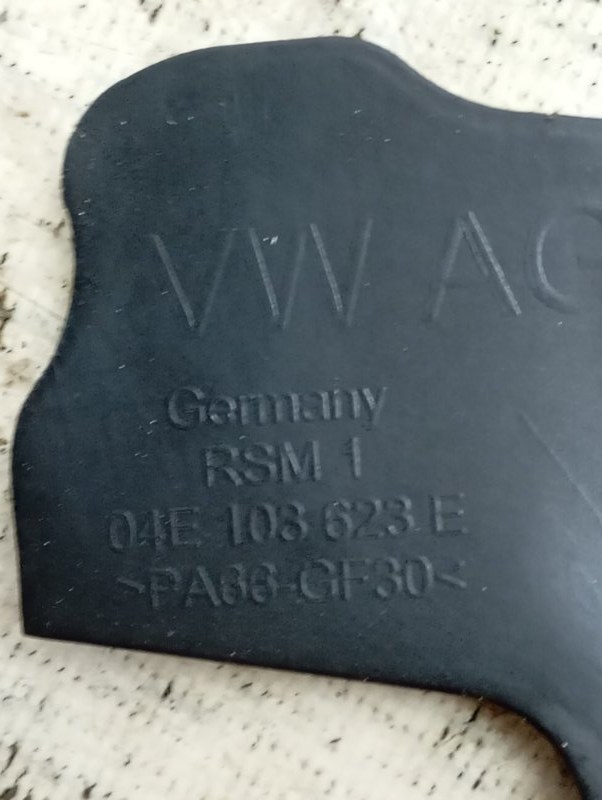 VW AG
Germany
RSM 1
04E 103 623 E
>PA66-GF30<